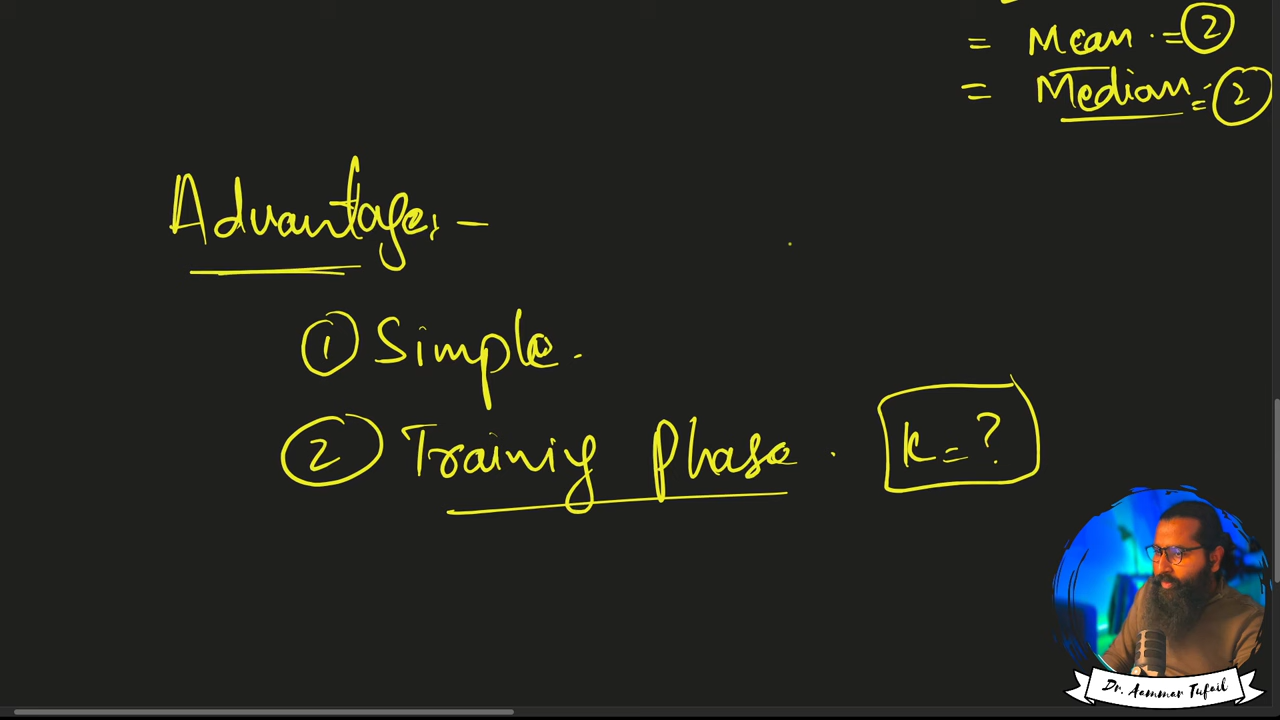 = Mean . = 2
= Median = 2
Advantage: -
1 Simple.
2 Training Phase. K = ?
Dr. Aammar Tufail